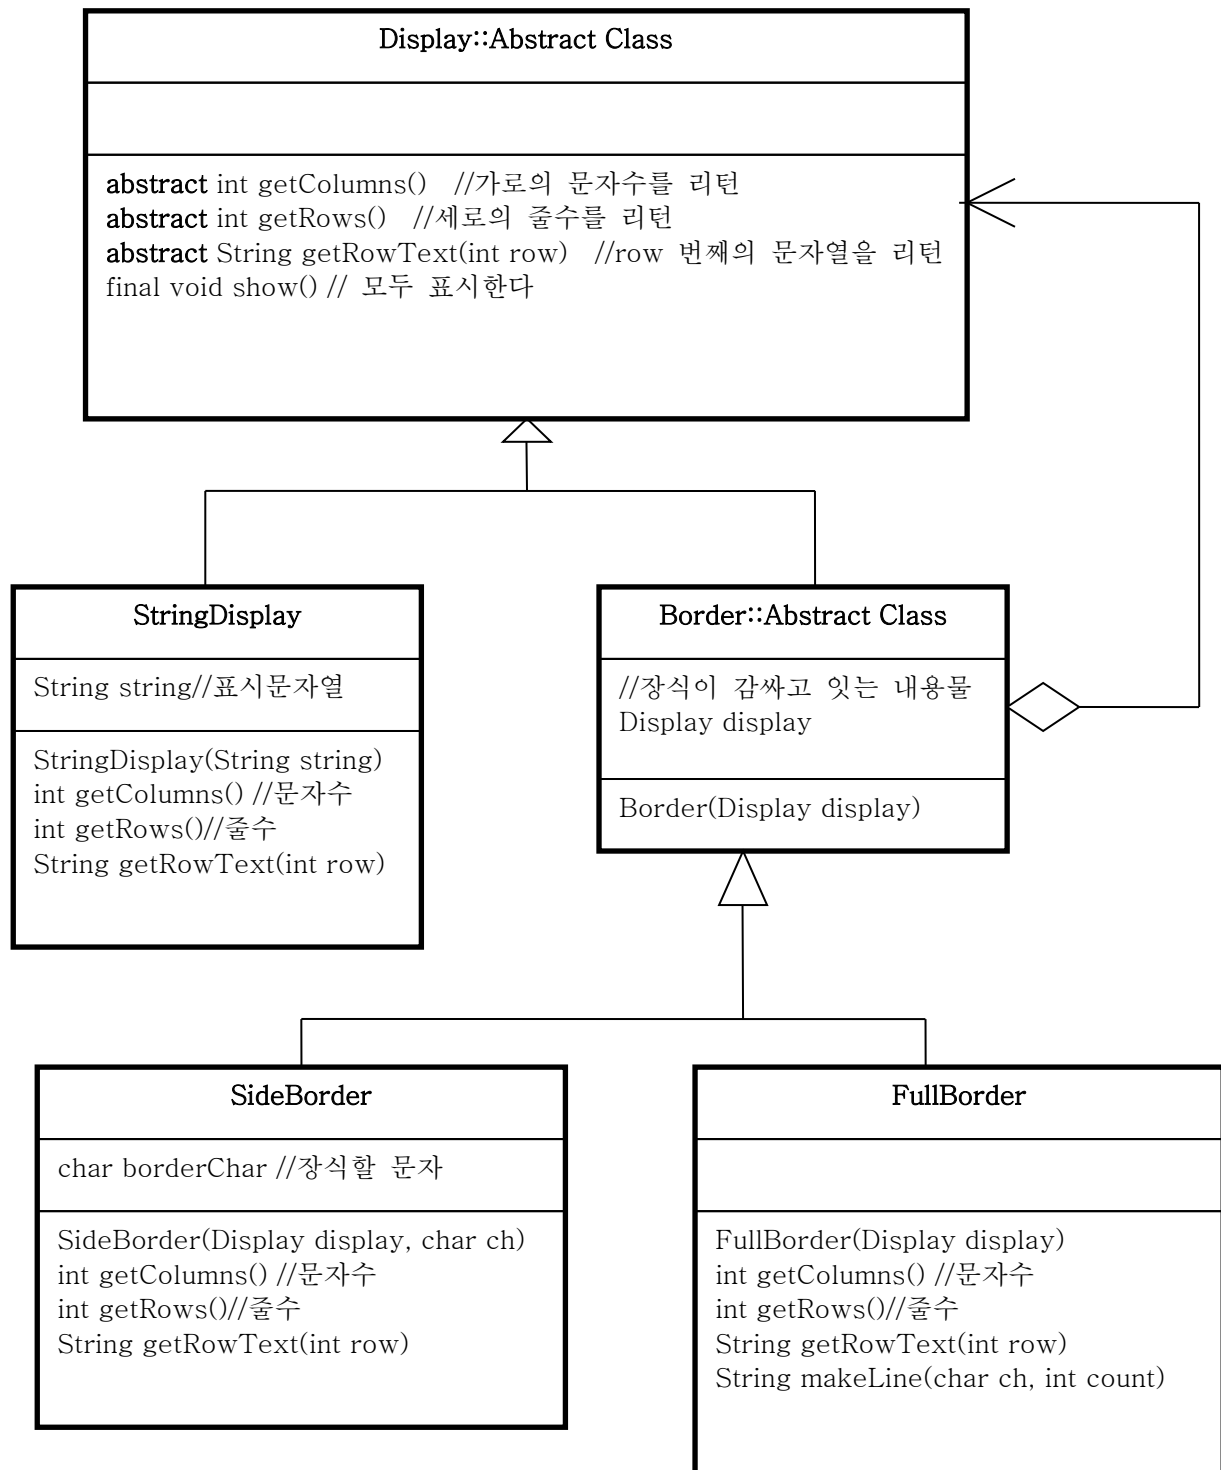 Display::Abstract Class
abstract int getColumns() //가로의 문자수를 리턴
abstract int getRows() //세로의 줄수를 리턴
abstract String getRowText(int row) //row 번째의 문자열을 리턴
final void show() // 모두 표시한다
StringDisplay
String string//표시문자열
StringDisplay(String string)
int getColumns() //문자수
int getRows()//줄수
String getRowText(int row)
Border::Abstract Class
//장식이 감싸고 잇는 내용물
Display display
Border(Display display)
SideBorder
char borderChar //장식할 문자
SideBorder(Display display, char ch)
int getColumns() //문자수
int getRows()//줄수
String getRowText(int row)
FullBorder
FullBorder(Display display)
int getColumns() //문자수
int getRows()//줄수
String getRowText(int row)
String makeLine(char ch, int count)